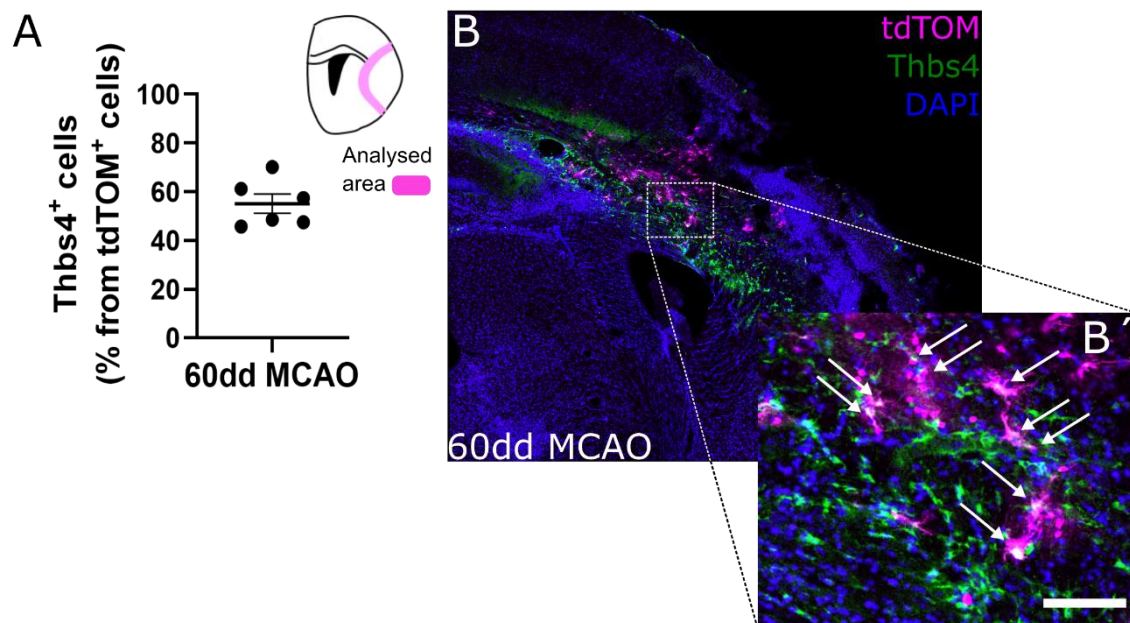 A
Thbs4+ cells
(% from tdTOM+ cells)
100
80
60
40
20
0
60dd MCAO
Analysed
area
B
tdTOM
Thbs4
DAPI
60dd MCAO
B´